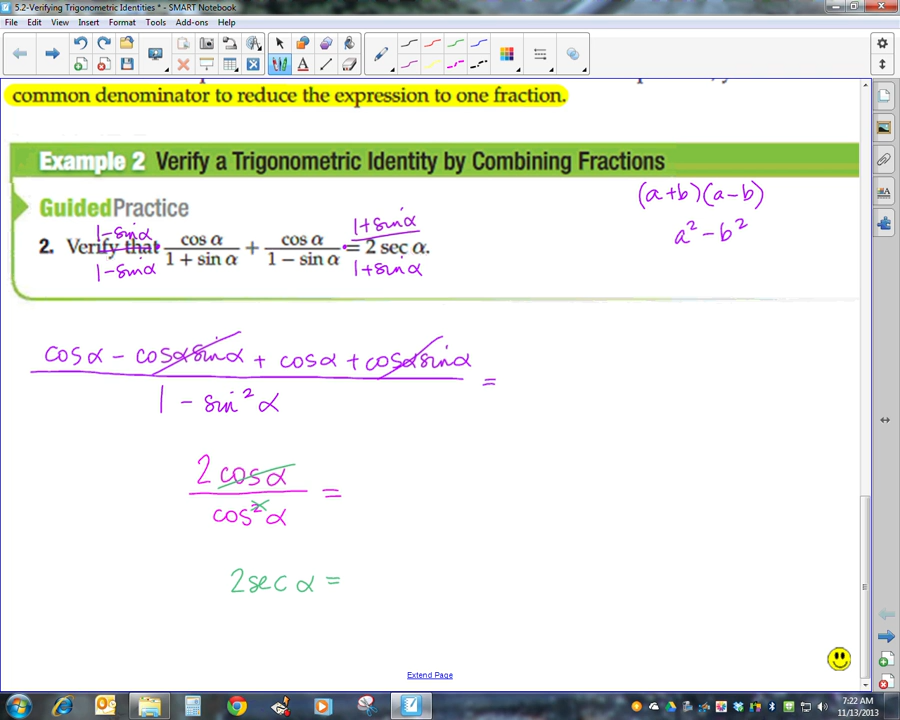 5.2-Verifying Trigonometric Identities * - SMART Notebook
File Edit View Insert Format Tools Add-ons Help
common denominator to reduce the expression to one fraction.
Example 2 Verify a Trigonometric Identity by Combining Fractions
(a+b)(a-b)
a² - b²
GuidedPractice
1-sinα 1+sinα
2. Verify that cos α / 1 + sin α + cos α / 1 − sin α = 2 sec α.
1-sinα 1+sinα
cosα - cosαsinα + cosα + cosαsinα
1 - sin²α =
2cosα
cos²α =
2secα =
Extend Page
7:22 AM
11/13/2013